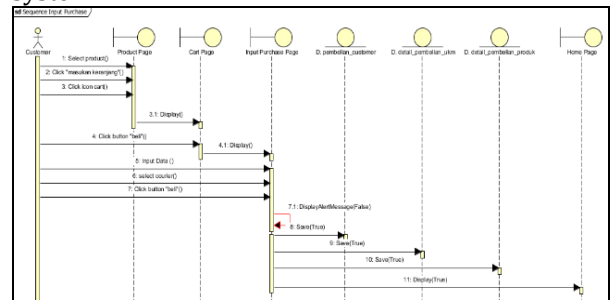 System
sd Sequence Input Purchase
Customer
Product Page
Cart Page
Input Purchase Page
D. pembelian_customer
D. detail_pembelian_ukm
D. detail_pembelian_produk
Home Page
1: Select product()
2: Click "masukan keranjang"()
3: Click icon cart()
3.1: Display()
4: Click button "beli"()
4.1: Display()
5: Input Data ()
6: select courier()
7: Click button "beli"()
7.1: DisplayAlertMessage(False)
8: Save(True)
9: Save(True)
10: Save(True)
11: Display(True)